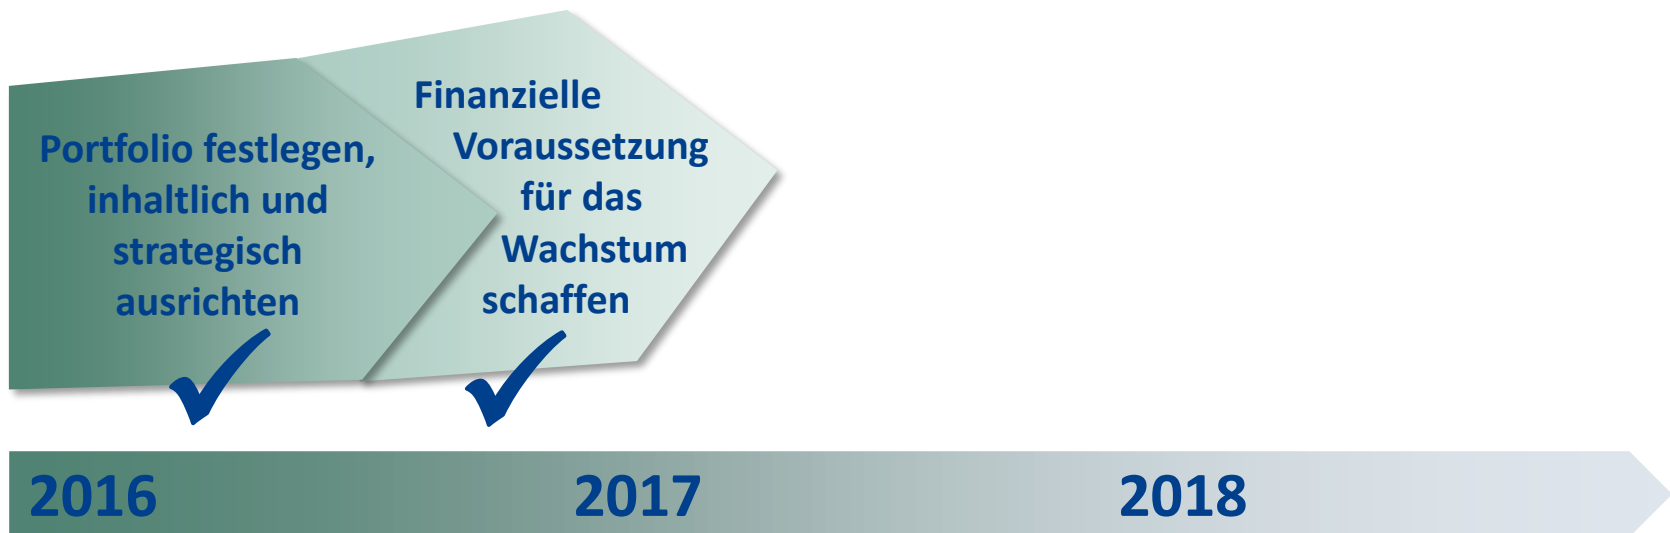 Portfolio festlegen,
inhaltlich und
strategisch
ausrichten
Finanzielle
Voraussetzung
für das
Wachstum
schaffen
2016
2017
2018